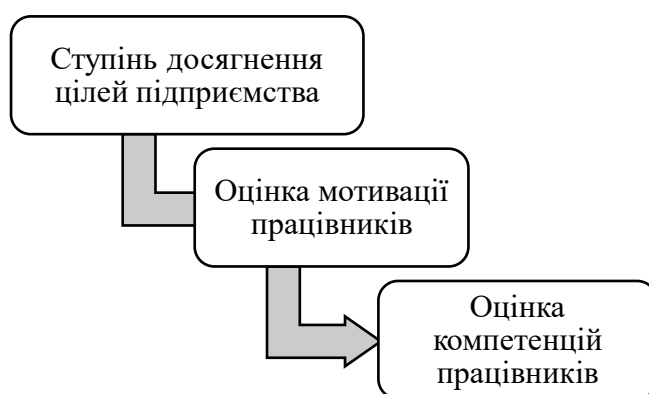 Ступінь досягнення
цілей підприємства
Оцінка мотивації
працівників
Оцінка
компетенцій
працівників